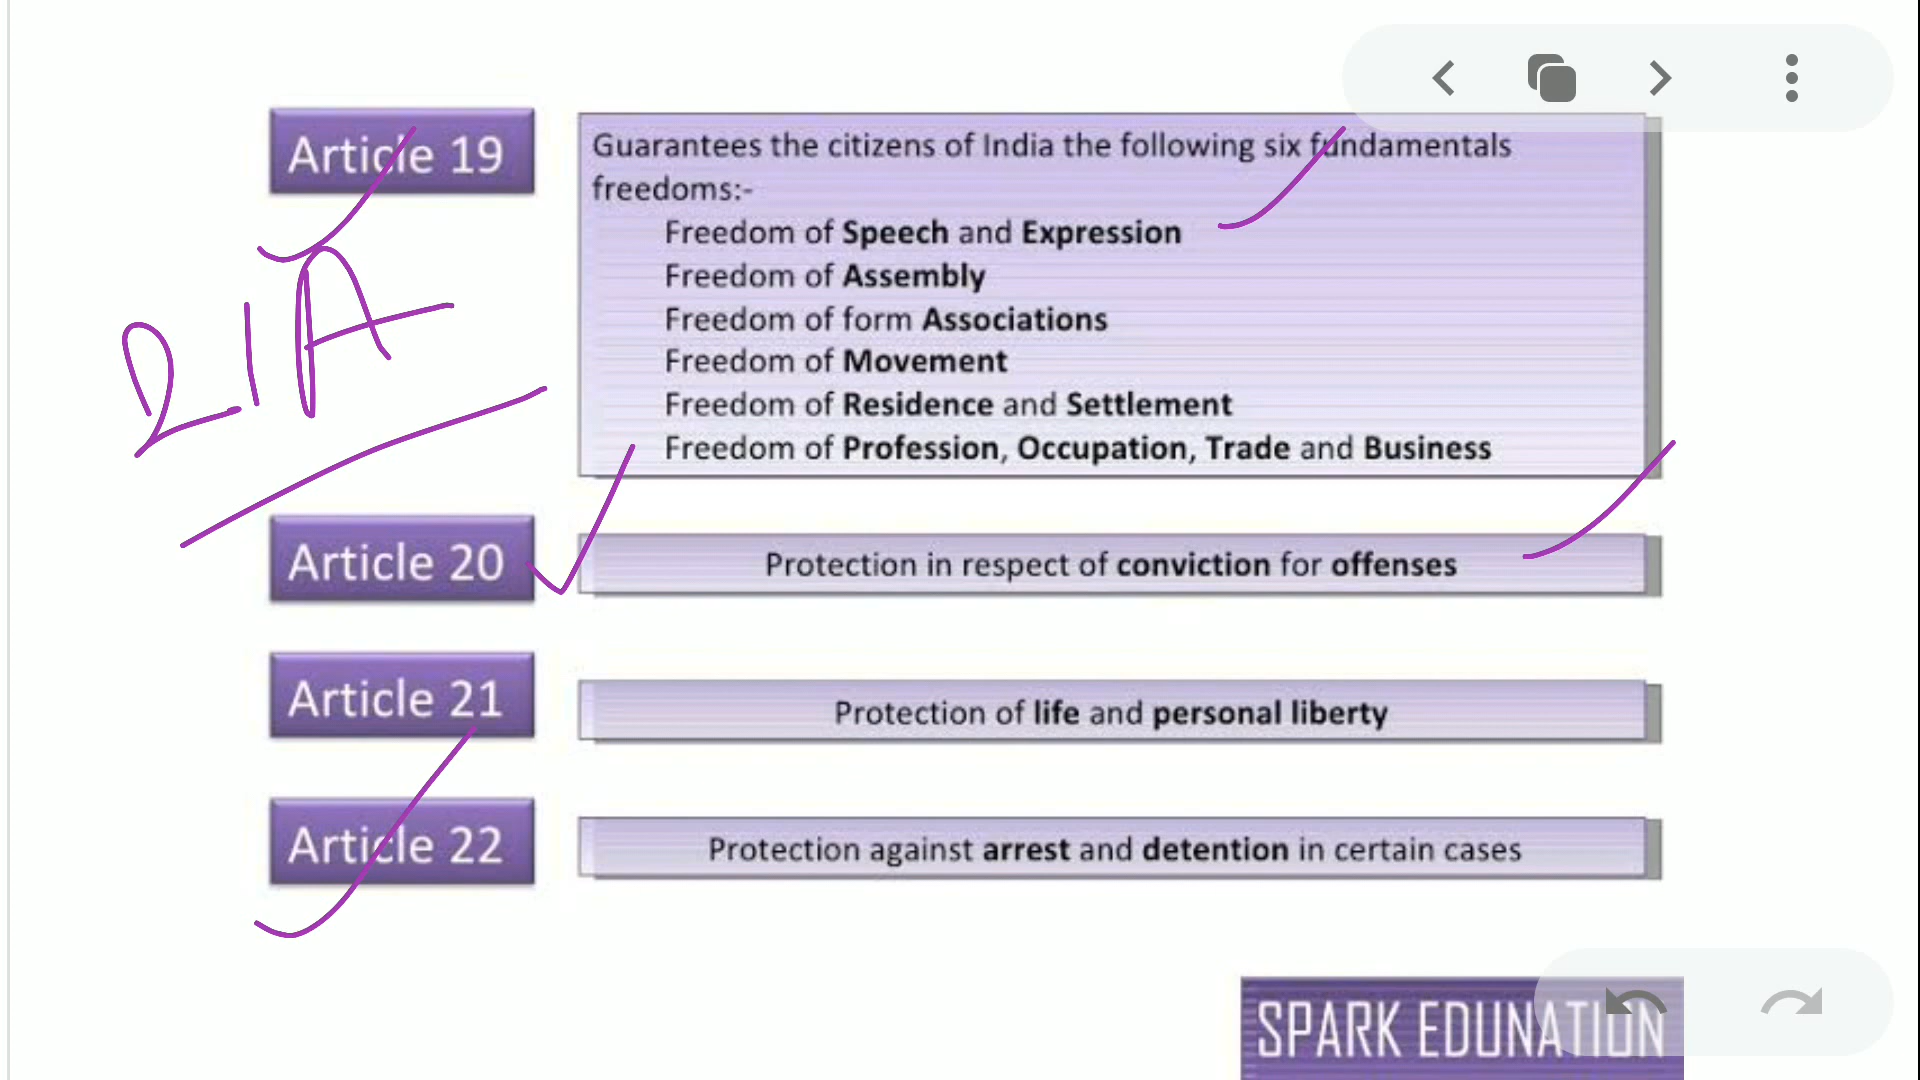 Article 19
Guarantees the citizens of India the following six fundamentals
freedoms:-
Freedom of Speech and Expression
Freedom of Assembly
Freedom of form Associations
Freedom of Movement
Freedom of Residence and Settlement
Freedom of Profession, Occupation, Trade and Business
21A
Article 20
Protection in respect of conviction for offenses
Article 21
Protection of life and personal liberty
Article 22
Protection against arrest and detention in certain cases
SPARK EDUNATION